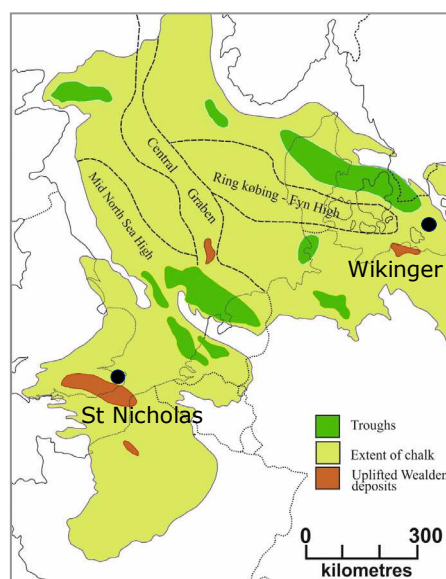 Central
Graben
Mid North Sea High
Ring købing - Fyn High
Wikinger
St Nicholas
Troughs
Extent of chalk
Uplifted Wealden
deposits
0 300
kilometres